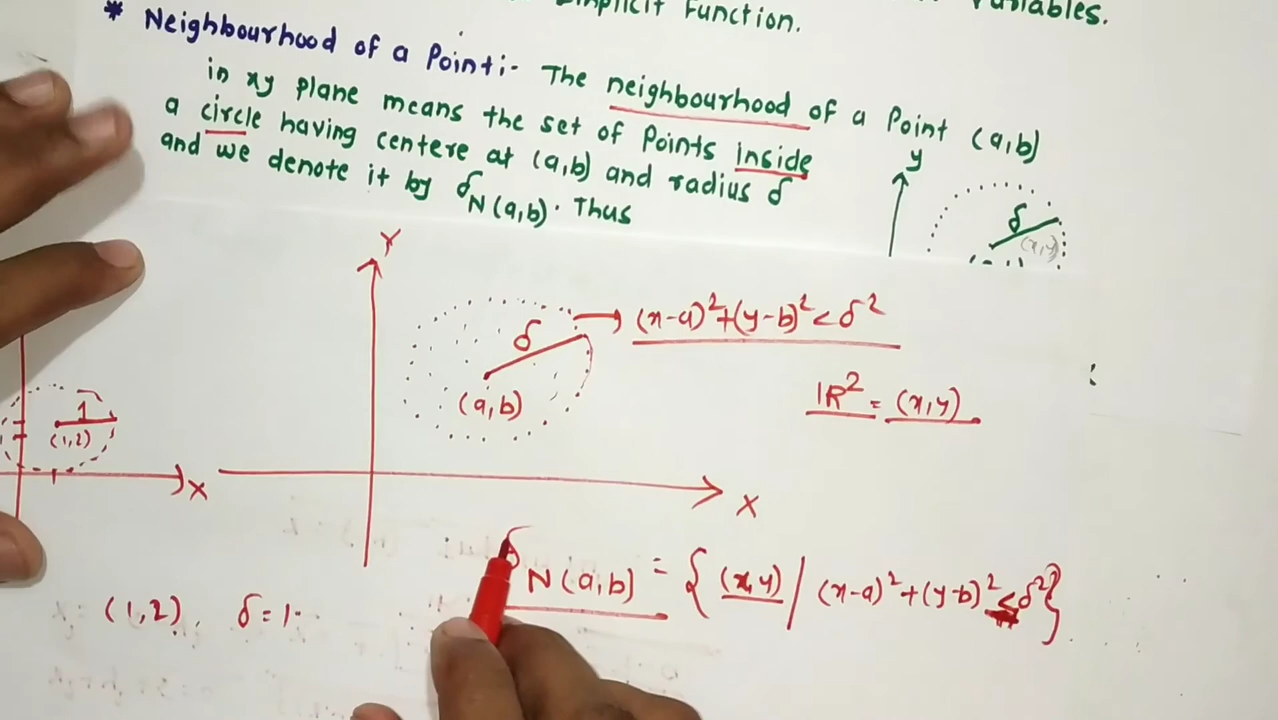 Implicit Function.
Variables.
* Neighbourhood of a Point:- The neighbourhood of a Point (a,b)
in xy plane means the set of Points inside
a circle having centere at (a,b) and radius δ
and we denote it by δN(a,b). Thus
y
δ
(x,y)
Y
δ
(a,b)
→ (x-a)²+(y-b)² < δ²
IR² = (x,y)
1
(1,2)
X
X
δN(a,b) = { (x,y) / (x-a)²+(y-b)² < δ² }
(1,2), δ = 1.